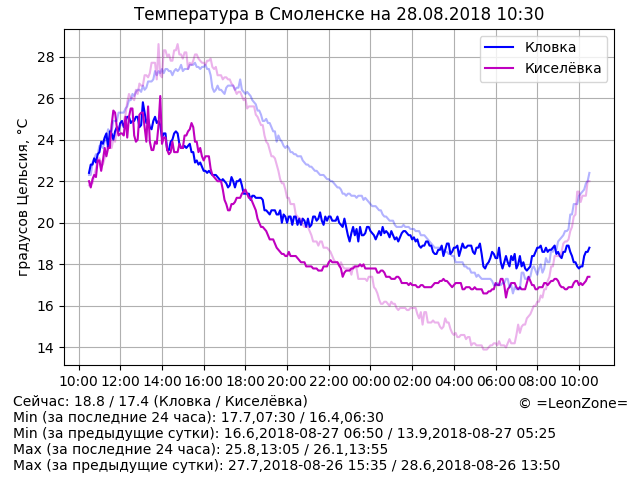 Температура в Смоленске на 28.08.2018 10:30
Кловка
Киселёвка
градусов Цельсия, °C
28
26
24
22
20
18
16
14
10:00 12:00 14:00 16:00 18:00 20:00 22:00 00:00 02:00 04:00 06:00 08:00 10:00
Сейчас: 18.8 / 17.4 (Кловка / Киселёвка)
© =LeonZone=
Min (за последние 24 часа): 17.7,07:30 / 16.4,06:30
Min (за предыдущие сутки): 16.6,2018-08-27 06:50 / 13.9,2018-08-27 05:25
Max (за последние 24 часа): 25.8,13:05 / 26.1,13:55
Max (за предыдущие сутки): 27.7,2018-08-26 15:35 / 28.6,2018-08-26 13:50